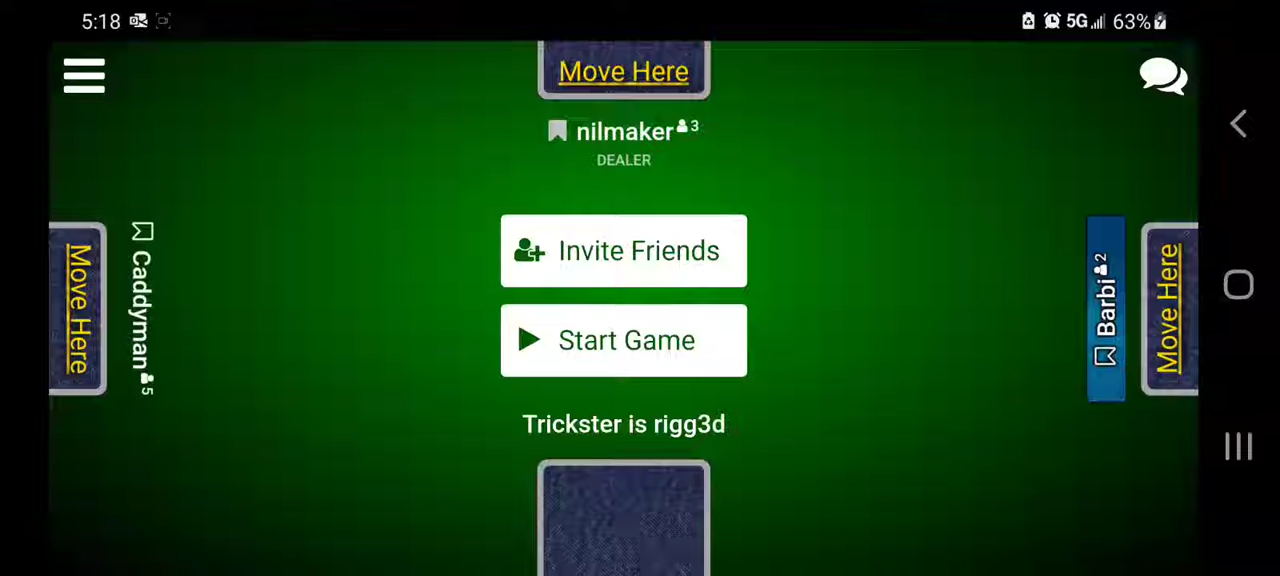 5:18
5G 63%
Move Here
nilmaker 3
DEALER
Move Here
Caddyman 5
Invite Friends
Start Game
Barbi 2
Move Here
Trickster is rigg3d